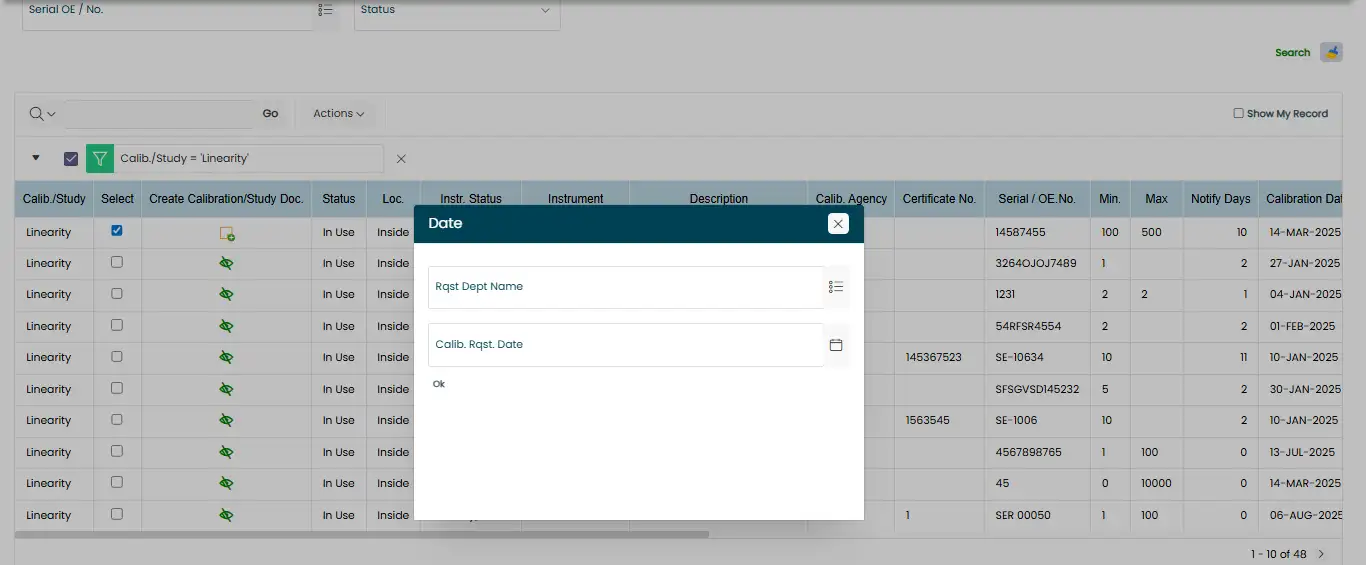 Serial OE / No.
Status
Search
Go
Actions
Show My Record
Calib./Study = 'Linearity'
Calib./Study Select Create Calibration/Study Doc. Status Loc. Instr. Status Instrument Description Calib. Agency Certificate No. Serial / OE.No. Min. Max Notify Days Calibration Dat
Linearity In Use Inside 14587455 100 500 10 14-MAR-2025
Linearity In Use Inside 3264OJOJ7489 1 2 27-JAN-2025
Linearity In Use Inside 1231 2 2 1 04-JAN-2025
Linearity In Use Inside 54RFSR4554 2 2 01-FEB-2025
Linearity In Use Inside 145367523 SE-10634 10 11 10-JAN-2025
Linearity In Use Inside SFSGVSD145232 5 2 30-JAN-2025
Linearity In Use Inside 1563545 SE-1006 10 2 10-JAN-2025
Linearity In Use Inside 4567898765 1 100 0 13-JUL-2025
Linearity In Use Inside 45 0 10000 0 14-MAR-2025
Linearity In Use Inside 1 SER 00050 1 100 0 06-AUG-2025
1 - 10 of 48
Date
Rqst Dept Name
Calib. Rqst. Date
Ok